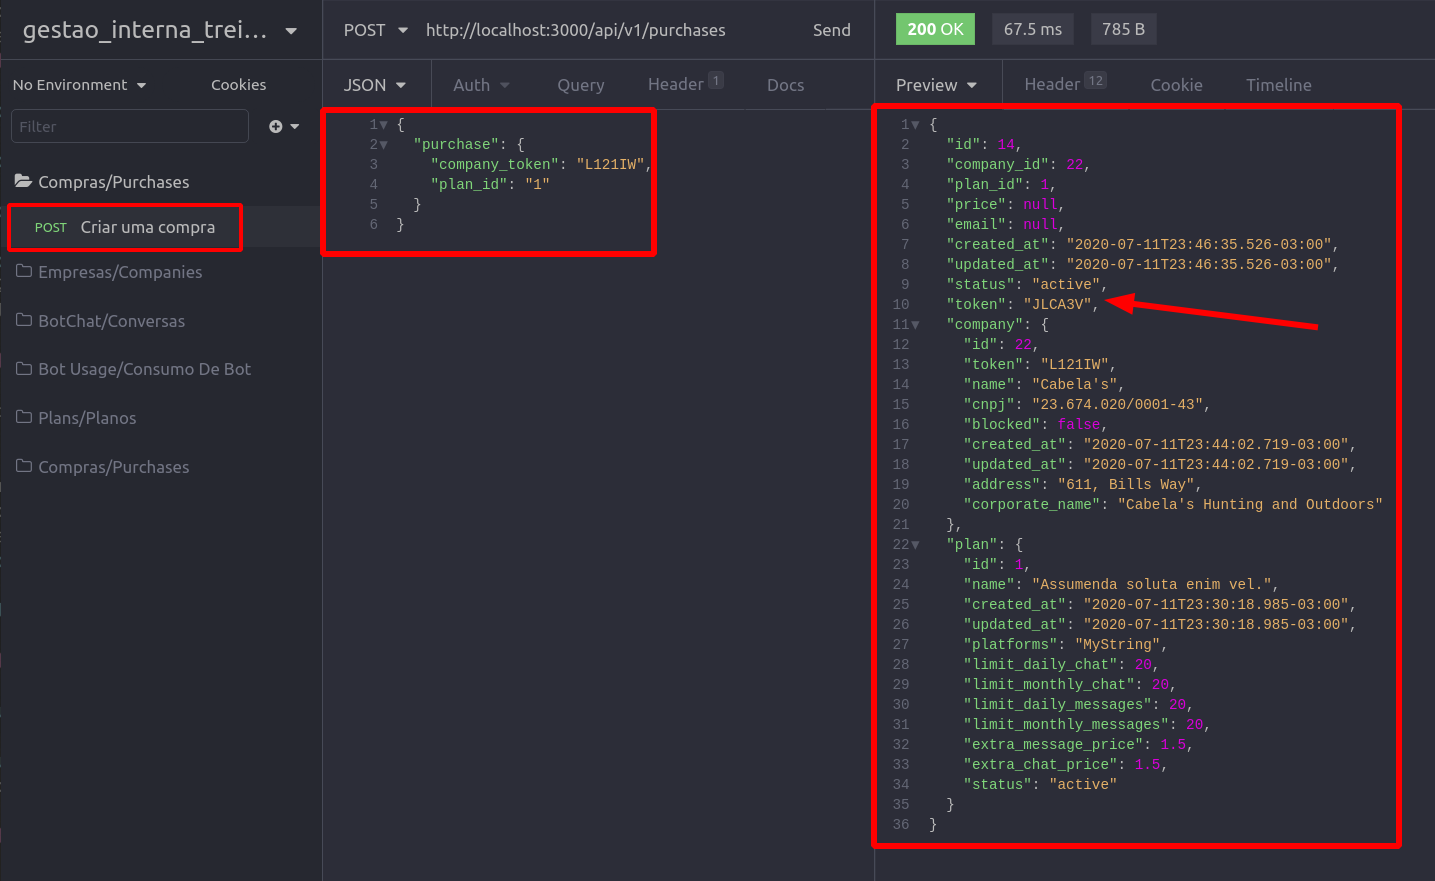 gestao_interna_trei...
No Environment
Cookies
Filter
Compras/Purchases
POST Criar uma compra
Empresas/Companies
BotChat/Conversas
Bot Usage/Consumo De Bot
Plans/Planos
Compras/Purchases
POST http://localhost:3000/api/v1/purchases Send
JSON Auth Query Header 1 Docs
1 {
2 "purchase": {
3 "company_token": "L121IW",
4 "plan_id": "1"
5 }
6 }
200 OK 67.5 ms 785 B
Preview Header 12 Cookie Timeline
1 {
2 "id": 14,
3 "company_id": 22,
4 "plan_id": 1,
5 "price": null,
6 "email": null,
7 "created_at": "2020-07-11T23:46:35.526-03:00",
8 "updated_at": "2020-07-11T23:46:35.526-03:00",
9 "status": "active",
10 "token": "JLCA3V",
11 "company": {
12 "id": 22,
13 "token": "L121IW",
14 "name": "Cabela's",
15 "cnpj": "23.674.020/0001-43",
16 "blocked": false,
17 "created_at": "2020-07-11T23:44:02.719-03:00",
18 "updated_at": "2020-07-11T23:44:02.719-03:00",
19 "address": "611, Bills Way",
20 "corporate_name": "Cabela's Hunting and Outdoors"
21 },
22 "plan": {
23 "id": 1,
24 "name": "Assumenda soluta enim vel.",
25 "created_at": "2020-07-11T23:30:18.985-03:00",
26 "updated_at": "2020-07-11T23:30:18.985-03:00",
27 "platforms": "MyString",
28 "limit_daily_chat": 20,
29 "limit_monthly_chat": 20,
30 "limit_daily_messages": 20,
31 "limit_monthly_messages": 20,
32 "extra_message_price": 1.5,
33 "extra_chat_price": 1.5,
34 "status": "active"
35 }
36 }